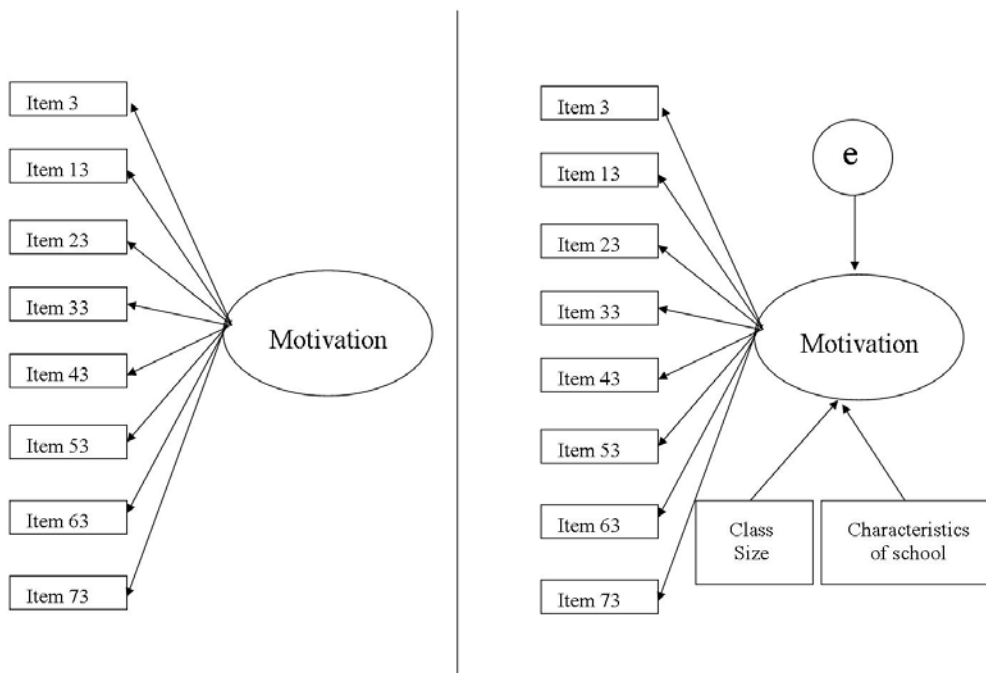 Item 3
Item 13
Item 23
Item 33
Item 43
Item 53
Item 63
Item 73
Motivation
Item 3
Item 13
Item 23
Item 33
Item 43
Item 53
Item 63
Item 73
e
Motivation
Class
Size
Characteristics
of school